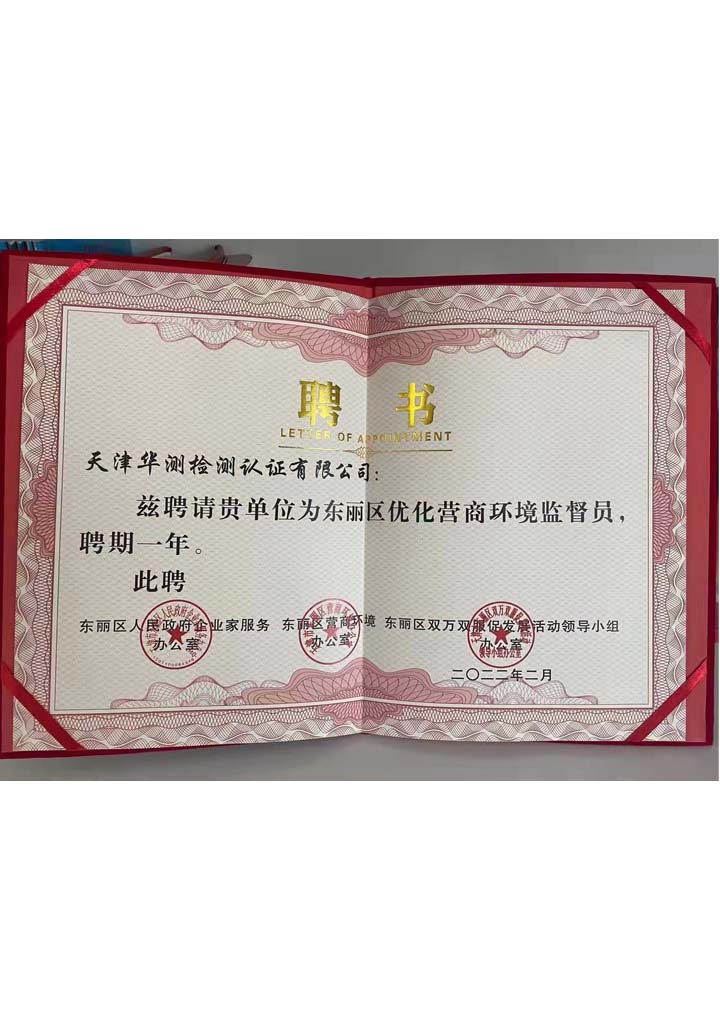 聘书
LETTER OF APPOINTMENT
天津华测检测认证有限公司：
兹聘请贵单位为东丽区优化营商环境监督员，
聘期一年。
此聘
东丽区人民政府企业家服务 东丽区营商环境 东丽区双万双服促发展活动领导小组
办公室 办公室 办公室
二〇二二年二月